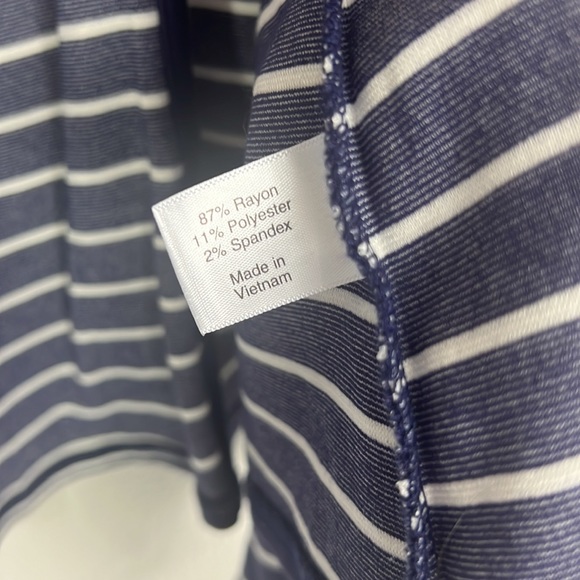 87% Rayon
11% Polyester
2% Spandex
Made in
Vietnam